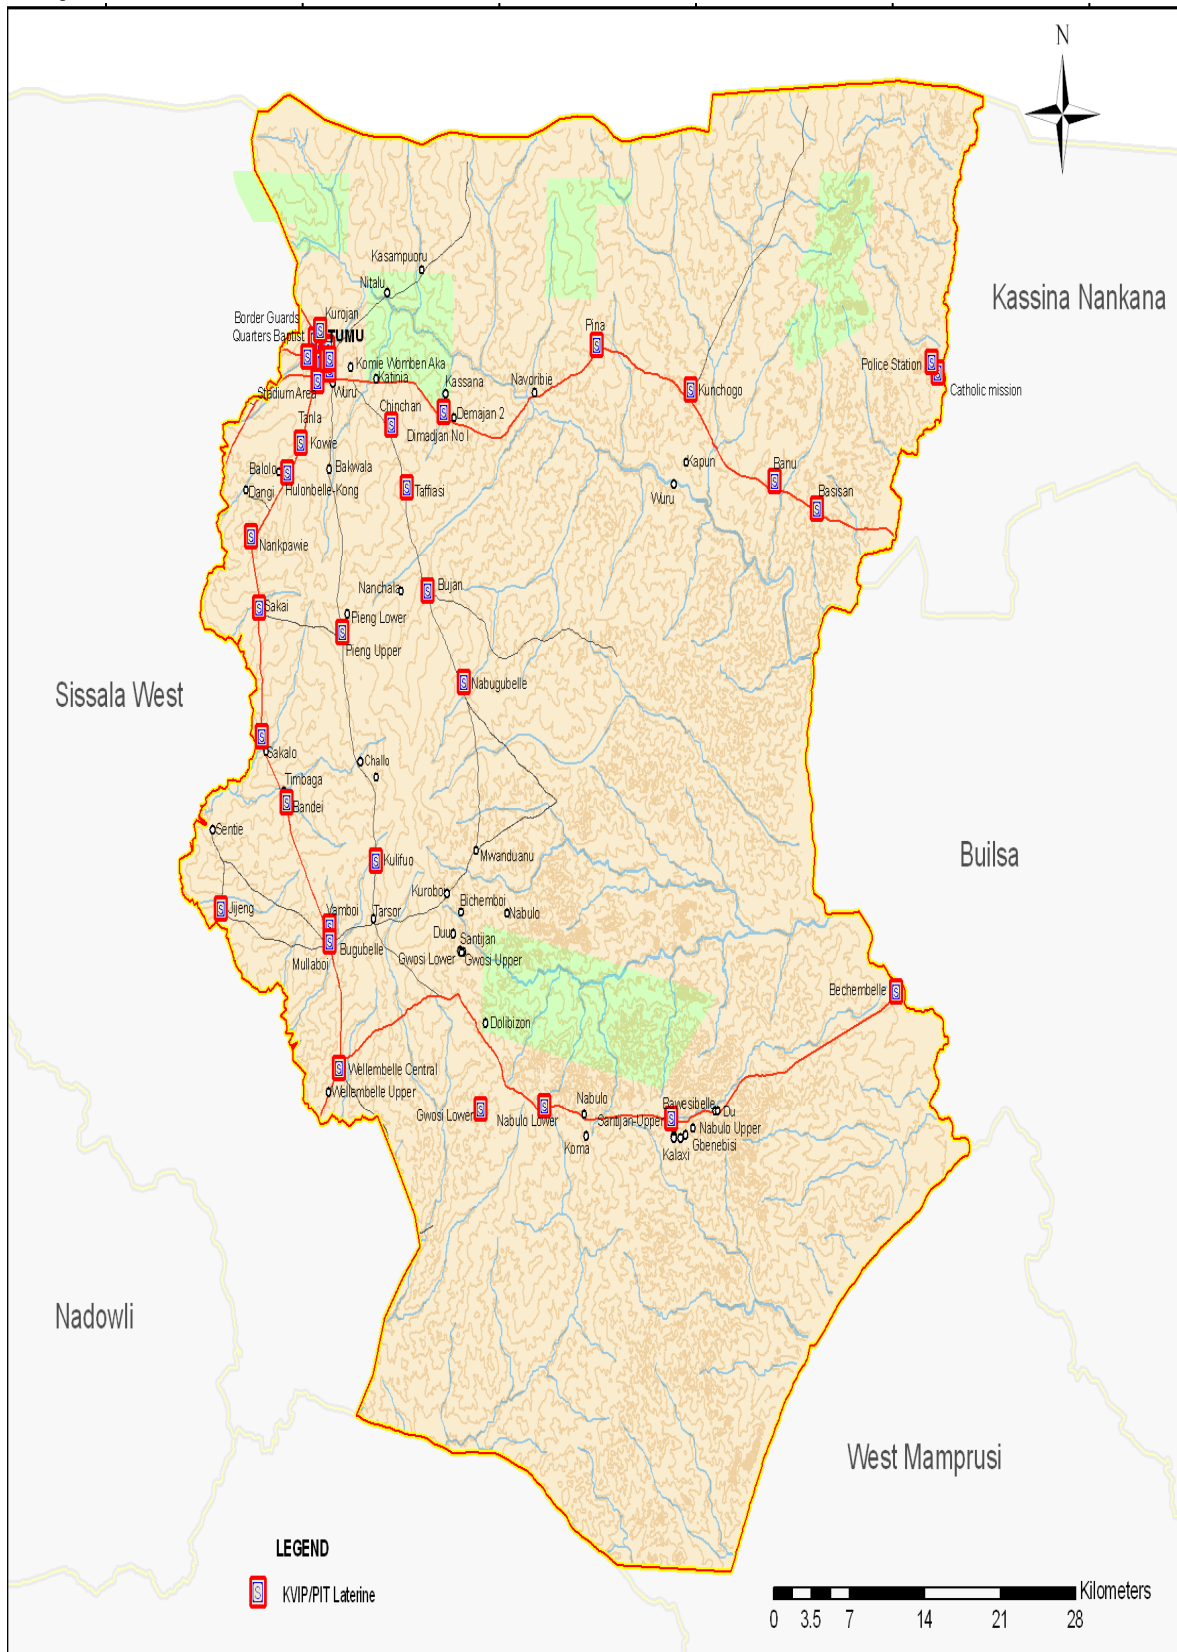 N
Kasampuoru
Nitalu
Kassina Nankana
Border Guards
Kurojan
Quarters Baptist
TUMU
Pina
Komie Womben Aka
Police Station
Katinia
Catholic mission
Stadium Area
Wuru
Kassana
Navoribie
Kunchogo
Tanla
Chinchan
Demajan 2
Dimadjan No I
Kowie
Balolo
Bakwala
Kapun
Hulonbelle-Kong
Dangi
Taffiasi
Wuru
Banu
Basisan
Nankpawie
Nanchala
Bujan
Sakai
Pieng Lower
Pieng Upper
Sissala West
Nabugubelle
Sakalo
Challo
Timbaga
Bandei
Sentie
Mwanduanu
Builsa
Kulifuo
Kuroboi
Jijeng
Yamboi
Tarsor
Bichemboi
Nabulo
Duu
Santijan
Bugubelle
Mullaboi
Gwosi Lower
Gwosi Upper
Bechembelle
Dolibizon
Wellembelle Central
Wellembelle Upper
Gwosi Lower
Nabulo Lower
Nabulo
Santijan-Upper
Bawesibelle
Du
Nabulo Upper
Koma
Kalaxi
Gbenebisi
Nadowli
West Mamprusi
LEGEND
KVIP/PIT Laterine
Kilometers
0 3.5 7 14 21 28